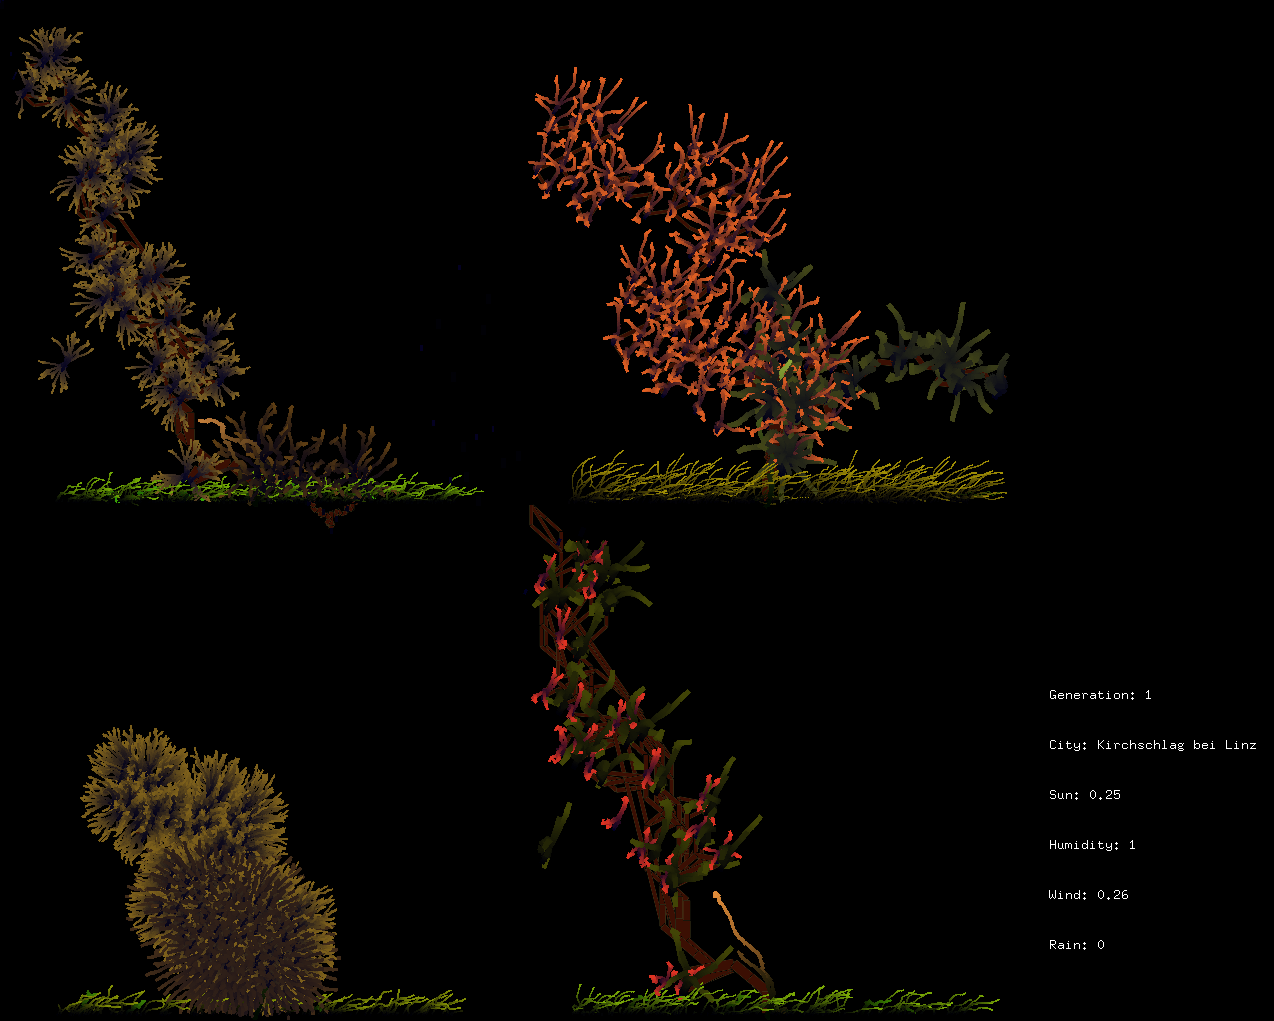 Generation: 1
City: Kirchschlag bei Linz
Sun: 0.25
Humidity: 1
Wind: 0.26
Rain: 0